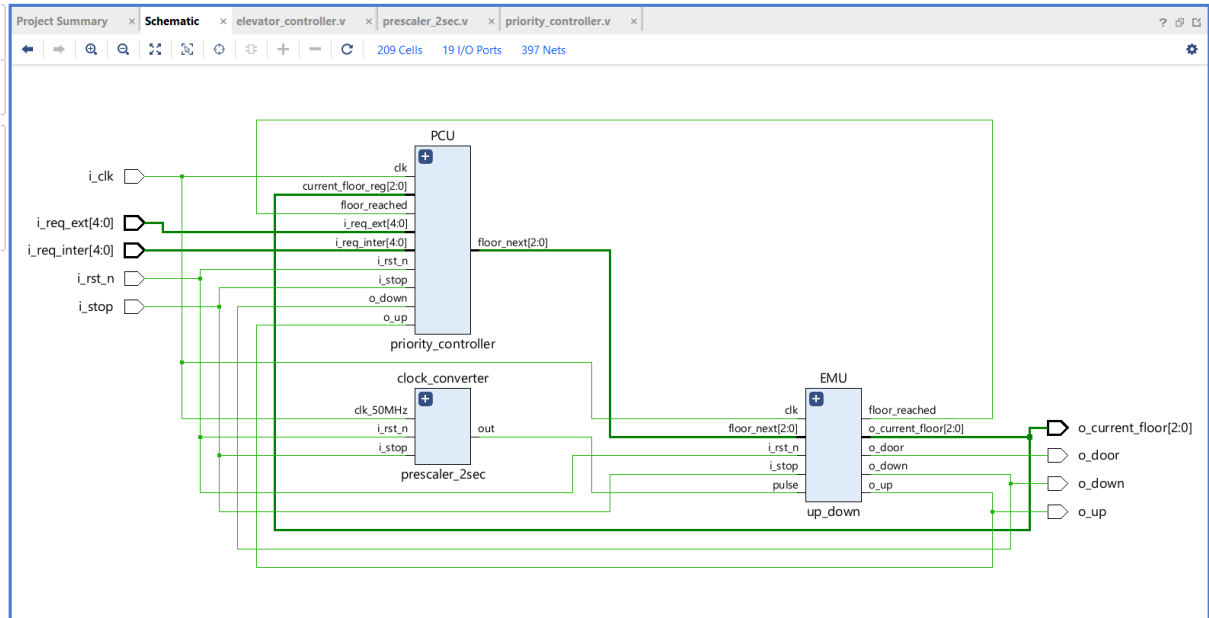 Project Summary × Schematic × elevator_controller.v × prescaler_2sec.v × priority_controller.v × ?
209 Cells 19 I/O Ports 397 Nets
PCU
i_clk
i_req_ext[4:0]
i_req_inter[4:0]
i_rst_n
i_stop
clk
current_floor_reg[2:0]
floor_reached
i_req_ext[4:0]
i_req_inter[4:0]
i_rst_n
i_stop
o_down
o_up
floor_next[2:0]
priority_controller
clock_converter
clk_50MHz
i_rst_n
i_stop
out
prescaler_2sec
EMU
clk
floor_next[2:0]
i_rst_n
i_stop
pulse
floor_reached
o_current_floor[2:0]
o_door
o_down
o_up
up_down
o_current_floor[2:0]
o_door
o_down
o_up